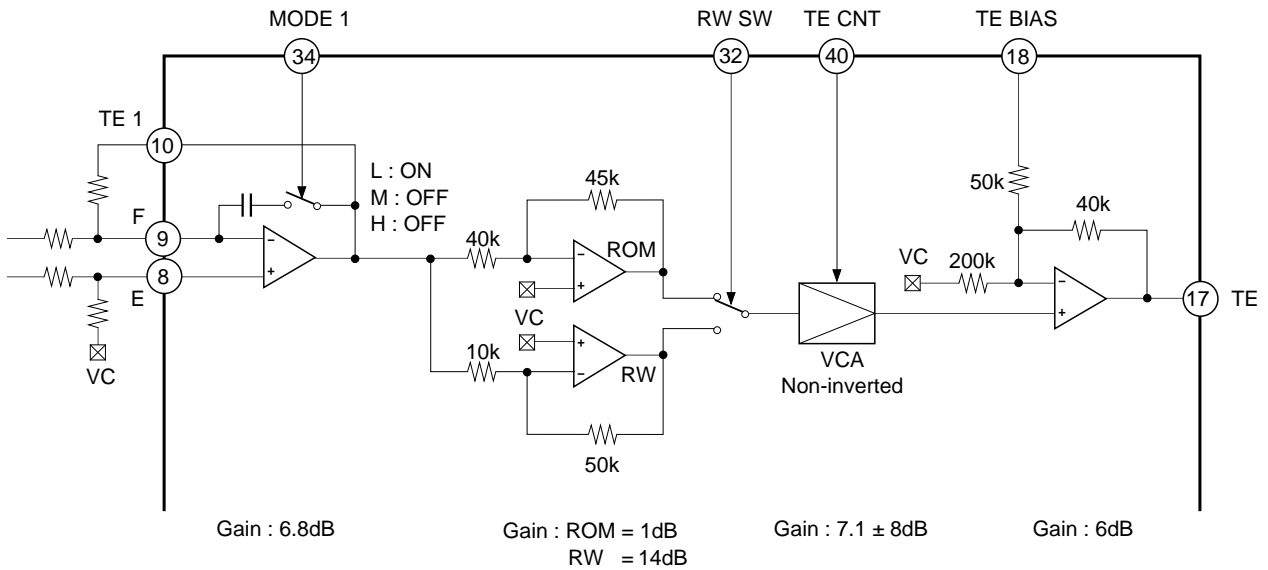 MODE 1
RW SW
TE CNT
TE BIAS
34
32
40
18
TE 1
10
L : ON
M : OFF
H : OFF
45k
50k
40k
F
9
40k
ROM
VC
200k
8
E
VC
VC
10k
RW
17
TE
VC
VCA
Non-inverted
50k
Gain : 6.8dB
Gain : ROM = 1dB
RW = 14dB
Gain : 7.1 ± 8dB
Gain : 6dB